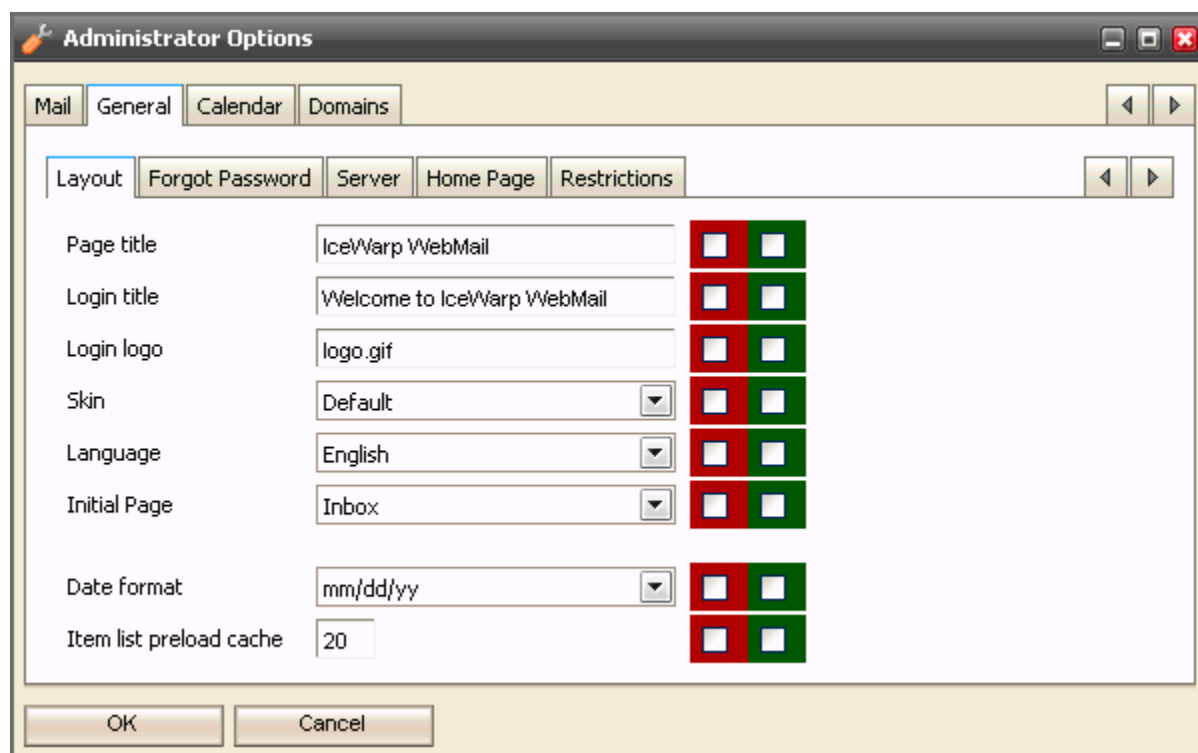 Administrator Options
Mail General Calendar Domains
Layout Forgot Password Server Home Page Restrictions
Page title IceWarp WebMail
Login title Welcome to IceWarp WebMail
Login logo logo.gif
Skin Default
Language English
Initial Page Inbox
Date format mm/dd/yy
Item list preload cache 20
OK Cancel